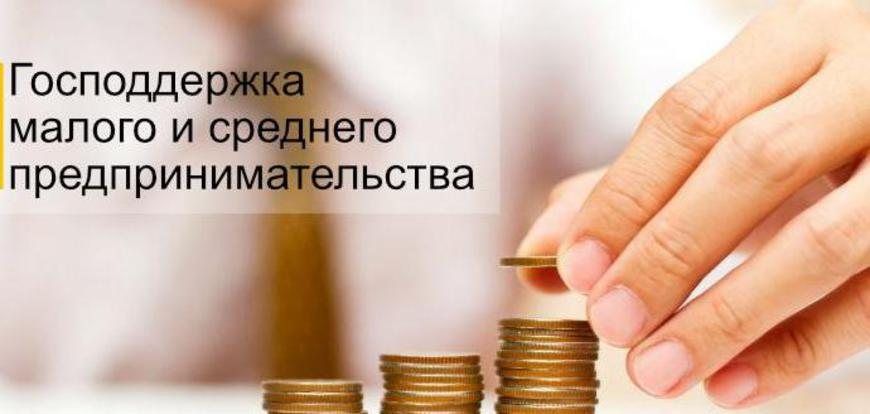 Господдержка
малого и среднего
предпринимательства